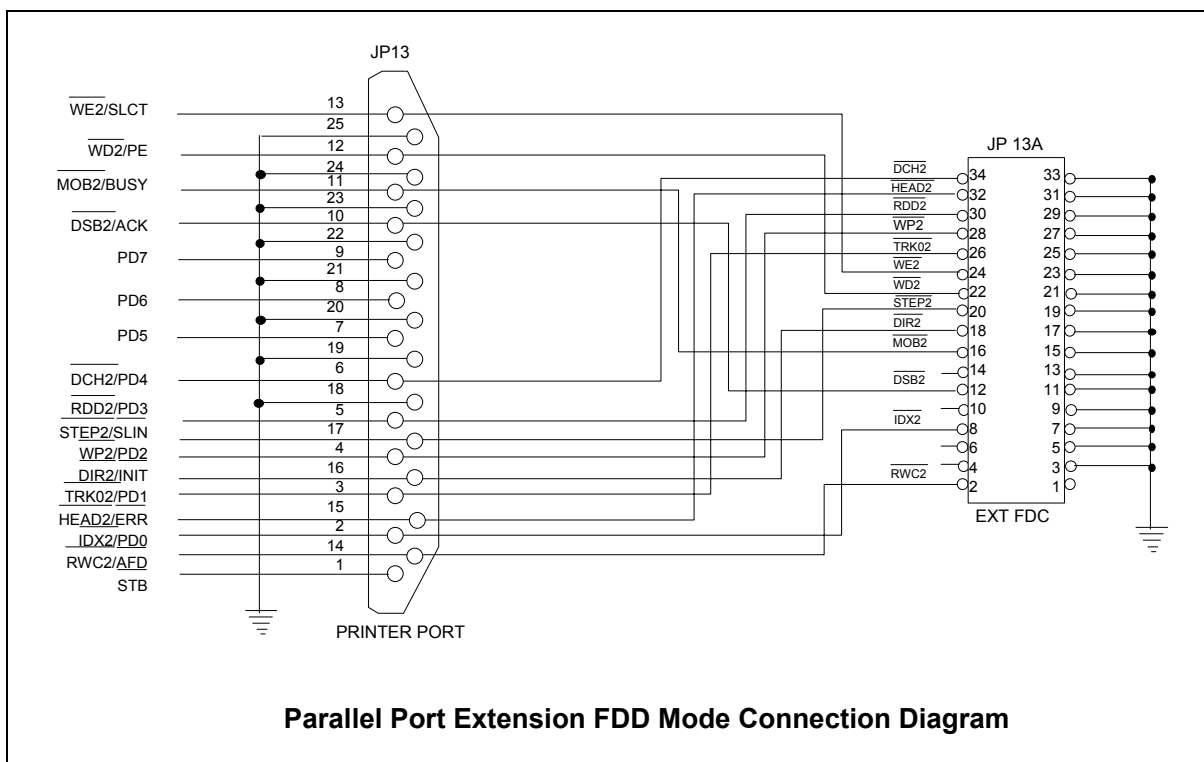 JP13
WE2/SLCT
WD2/PE
MOB2/BUSY
DSB2/ACK
PD7
PD6
PD5
DCH2/PD4
RDD2/PD3
STEP2/SLIN
WP2/PD2
DIR2/INIT
TRK02/PD1
HEAD2/ERR
IDX2/PD0
RWC2/AFD
STB
13
25
12
24
11
23
10
22
9
21
8
20
7
19
6
18
5
17
4
16
3
15
2
14
1
PRINTER PORT
JP 13A
DCH2
HEAD2
RDD2
WP2
TRK02
WE2
WD2
STEP2
DIR2
MOB2
DSB2
IDX2
RWC2
34 33
32 31
30 29
28 27
26 25
24 23
22 21
20 19
18 17
16 15
14 13
12 11
10 9
8 7
6 5
4 3
2 1
EXT FDC
Parallel Port Extension FDD Mode Connection Diagram